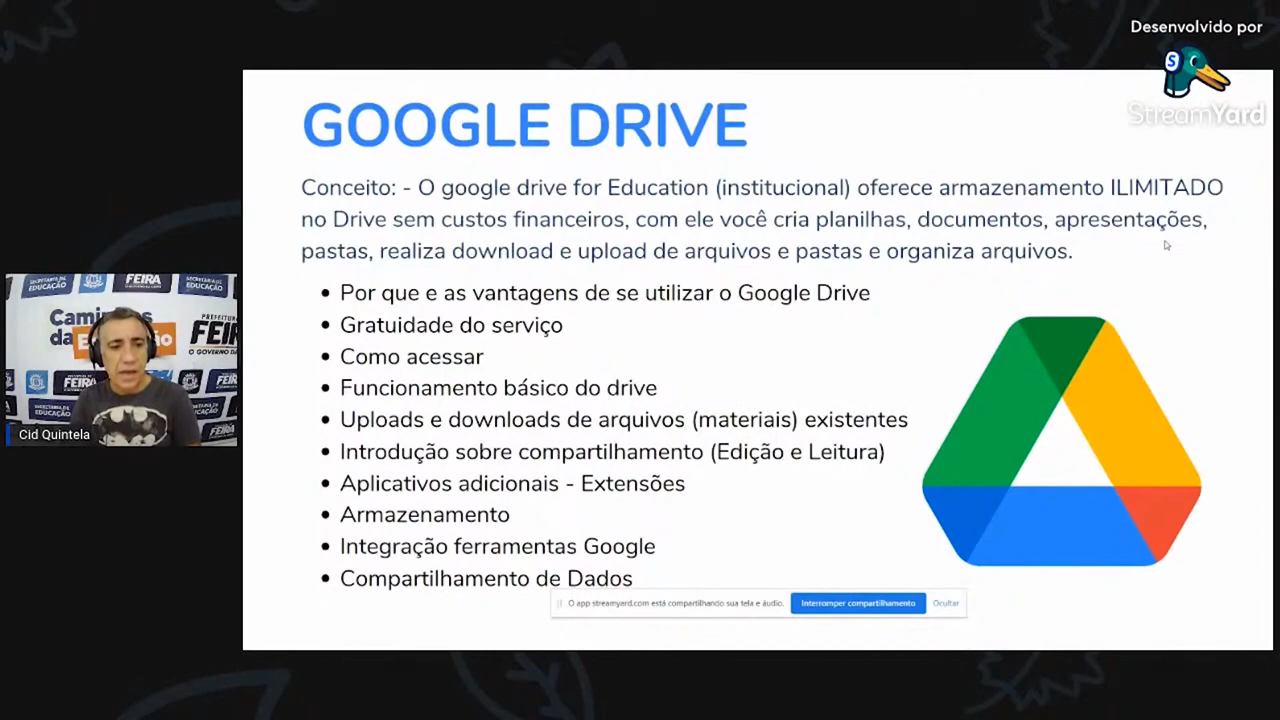 Desenvolvido por
StreamYard
GOOGLE DRIVE
Conceito: - O google drive for Education (institucional) oferece armazenamento ILIMITADO
no Drive sem custos financeiros, com ele você cria planilhas, documentos, apresentações,
pastas, realiza download e upload de arquivos e pastas e organiza arquivos.
• Por que e as vantagens de se utilizar o Google Drive
• Gratuidade do serviço
• Como acessar
• Funcionamento básico do drive
• Uploads e downloads de arquivos (materiais) existentes
• Introdução sobre compartilhamento (Edição e Leitura)
• Aplicativos adicionais - Extensões
• Armazenamento
• Integração ferramentas Google
• Compartilhamento de Dados
O app streamyard.com está compartilhando sua tela e áudio.
Interromper compartilhamento
Ocultar
SECRETARIA DE
EDUCAÇÃO
FEIRA
PREFEITURA
FEIRA
Cid Quintela